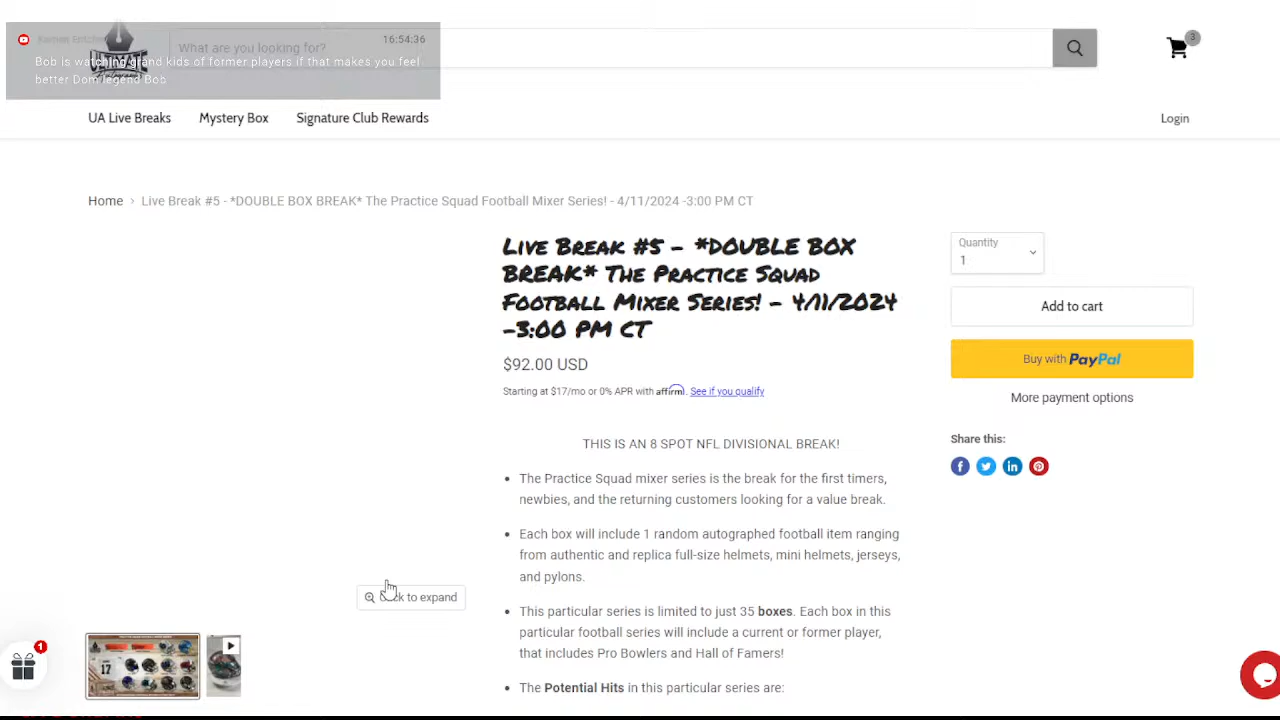 16:54:36
Bob is watching grand kids of former players if that makes you feel
better Dom legend Bob
What are you looking for?
3
UA Live Breaks
Mystery Box
Signature Club Rewards
Login
Home › Live Break #5 - *DOUBLE BOX BREAK* The Practice Squad Football Mixer Series! - 4/11/2024 -3:00 PM CT
Live Break #5 - *DOUBLE BOX
BREAK* The Practice Squad
Football Mixer Series! - 4/11/2024
-3:00 PM CT
$92.00 USD
Starting at $17/mo or 0% APR with affirm. See if you qualify
THIS IS AN 8 SPOT NFL DIVISIONAL BREAK!
• The Practice Squad mixer series is the break for the first timers,
newbies, and the returning customers looking for a value break.
• Each box will include 1 random autographed football item ranging
from authentic and replica full-size helmets, mini helmets, jerseys,
and pylons.
• This particular series is limited to just 35 boxes. Each box in this
particular football series will include a current or former player,
that includes Pro Bowlers and Hall of Famers!
• The Potential Hits in this particular series are:
Quantity
1
Add to cart
Buy with PayPal
More payment options
Share this:
to expand
17
1